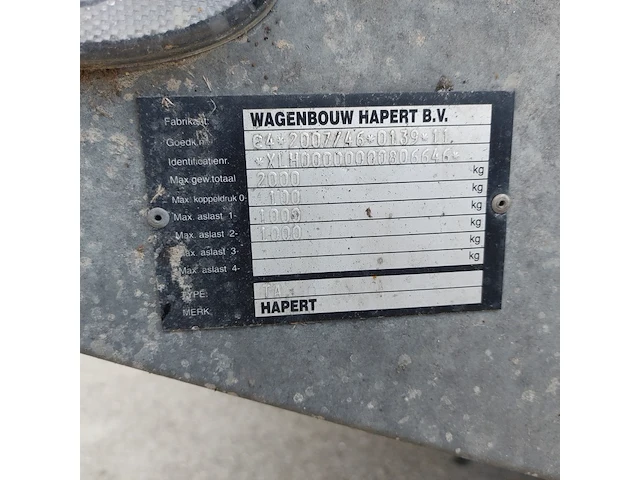 Fabrikant: WAGENBOUW HAPERT B.V.
Goedk.nr. e4*2007/46*0139*11
Identificatienr. *XLH00000000806646*
Max.gew.totaal 2000 kg
Max. koppeldruk 0- 100 kg
Max. aslast 1- 1000 kg
Max. aslast 2- 1000 kg
Max. aslast 3- kg
Max. aslast 4- kg
TYPE:
MERK: HAPERT